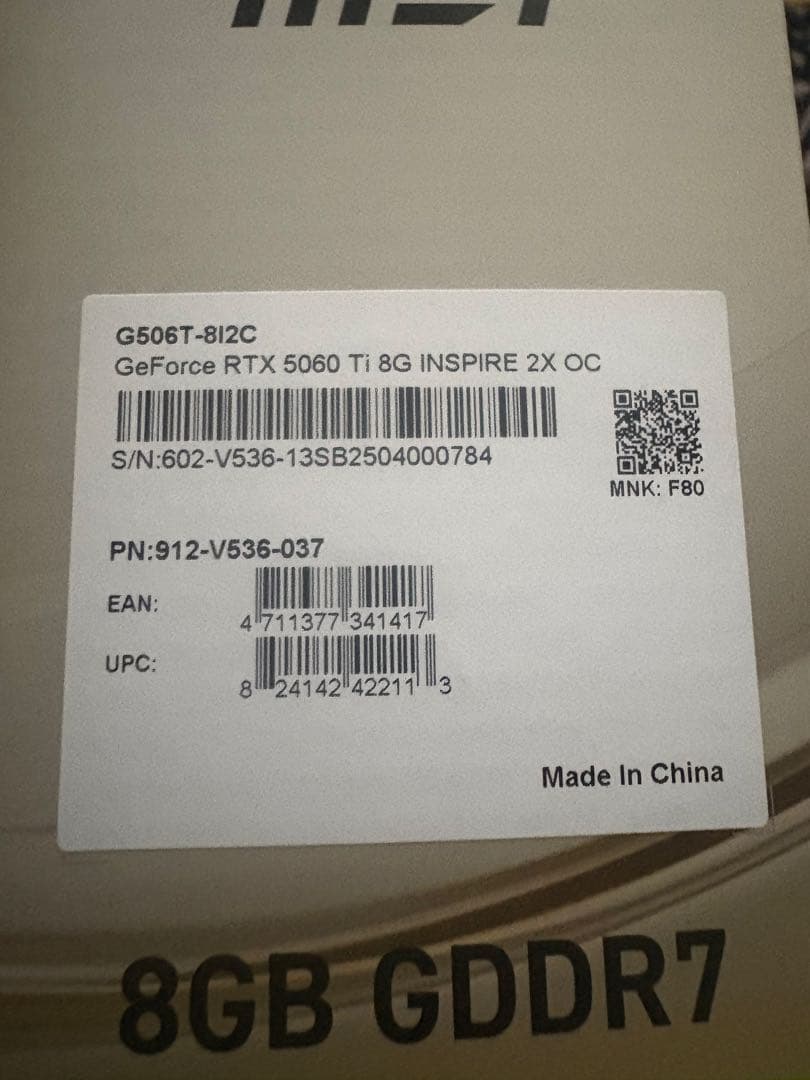 msi
G506T-8I2C
GeForce RTX 5060 Ti 8G INSPIRE 2X OC
S/N:602-V536-13SB2504000784
MNK: F80
PN:912-V536-037
EAN:
4 711377 341417
UPC:
8 24142 42211 3
Made In China
8GB GDDR7